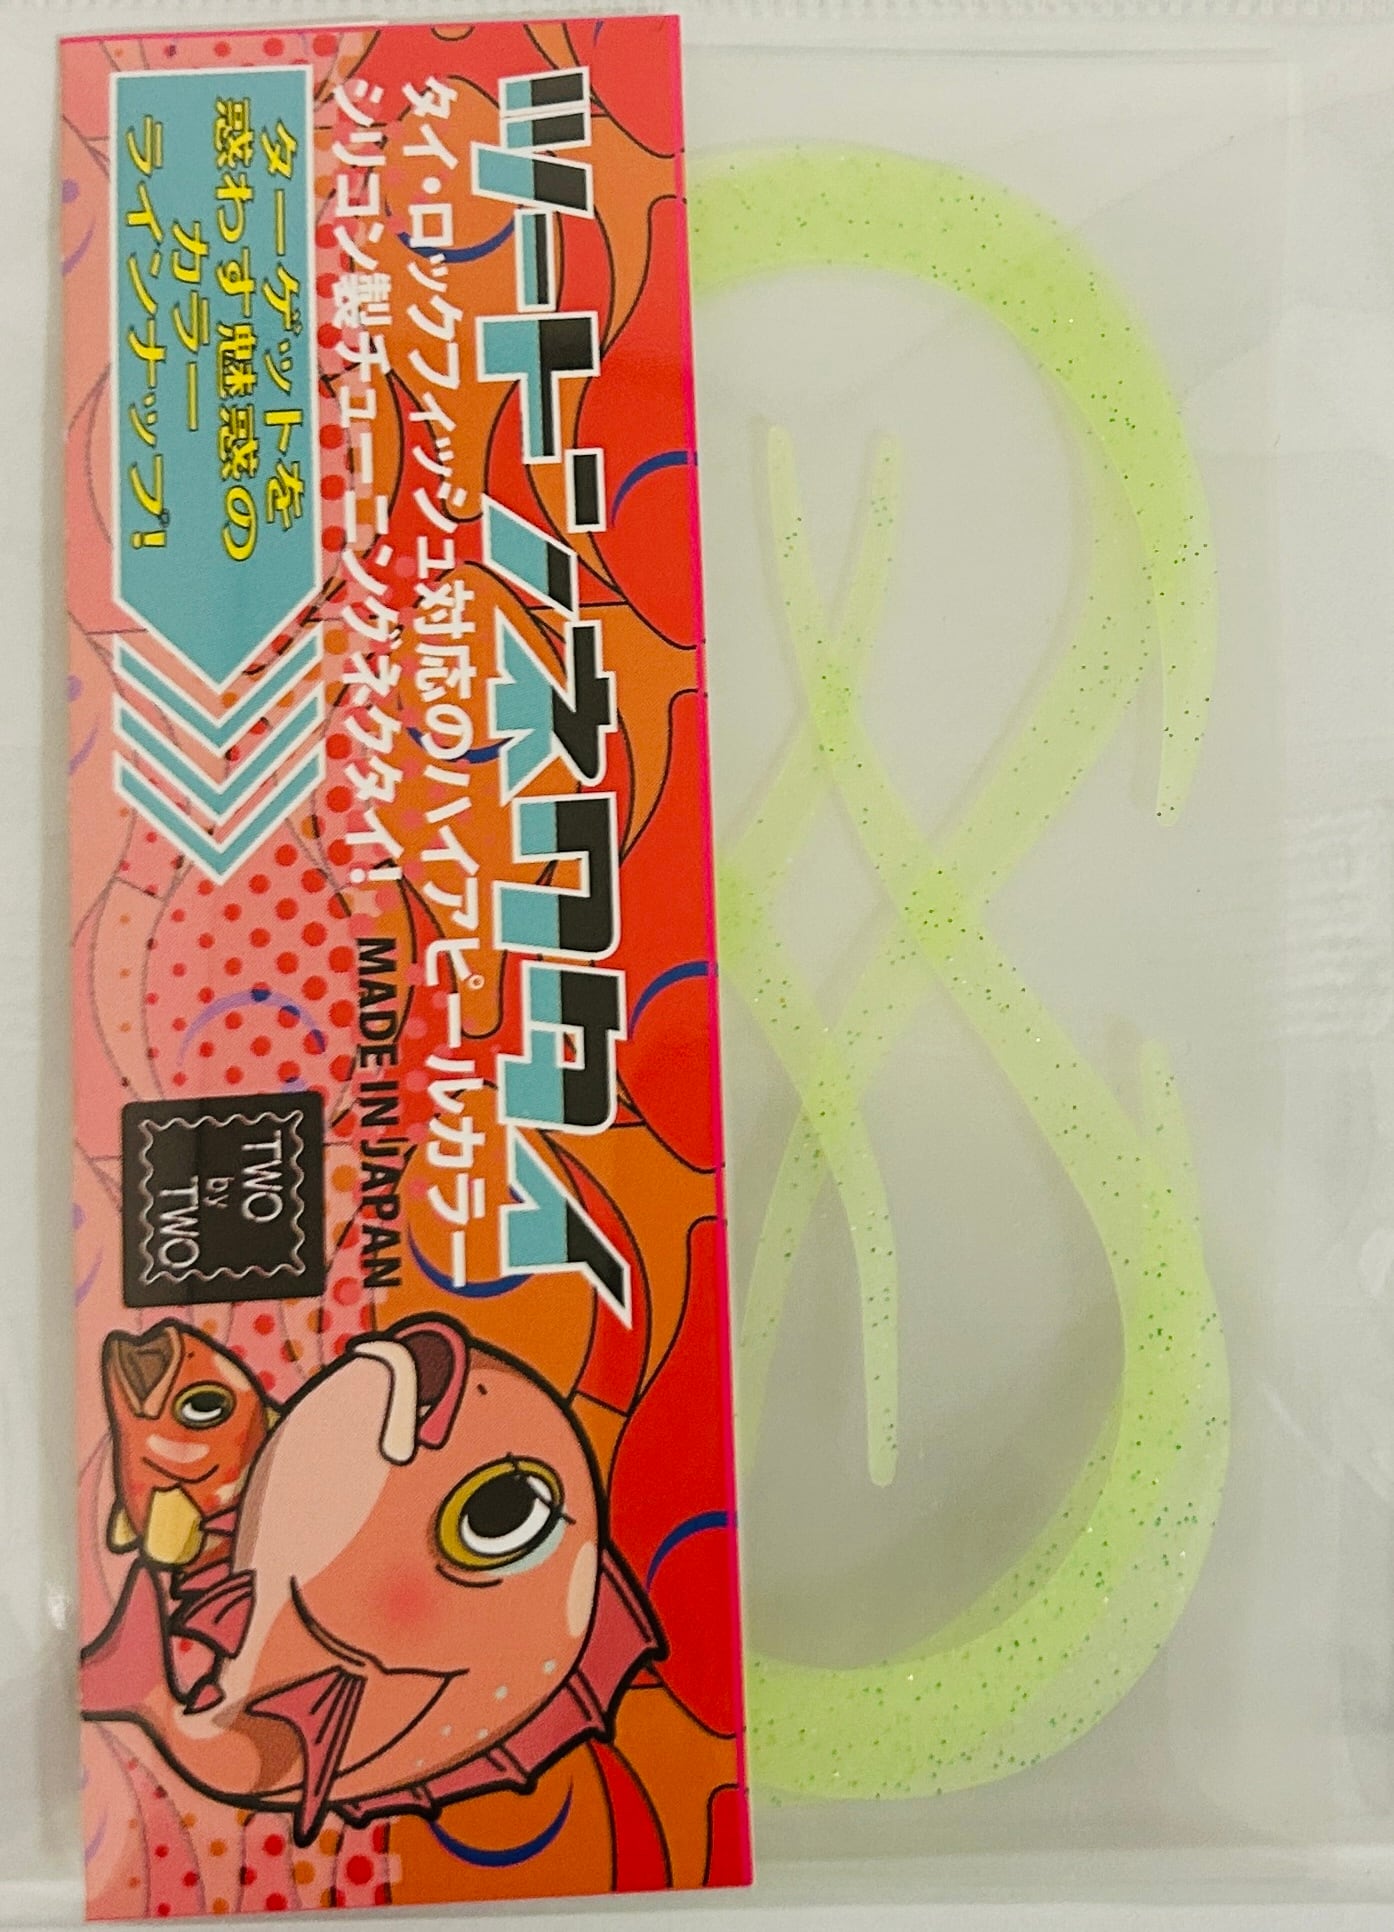 ツートンネクタイ
タイ・ロックフィッシュ対応のハイアピールカラー
シリコン製チューニングネクタイ!
MADE IN JAPAN
ターゲットを
惑わす魅惑の
カラー
ラインナップ!
TWO
by
TWO